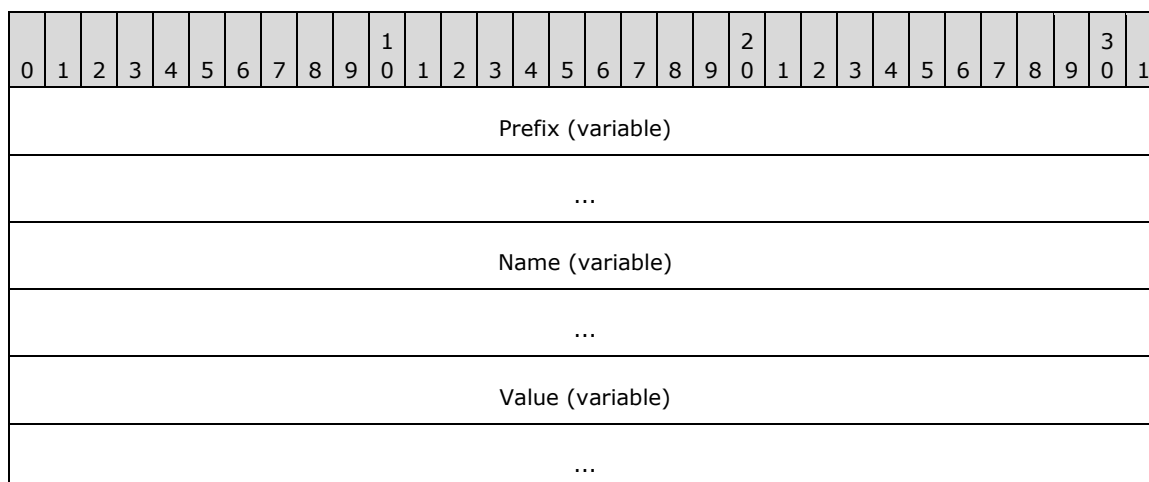 1 2 3
0 1 2 3 4 5 6 7 8 9 0 1 2 3 4 5 6 7 8 9 0 1 2 3 4 5 6 7 8 9 0 1
Prefix (variable)
...
Name (variable)
...
Value (variable)
...